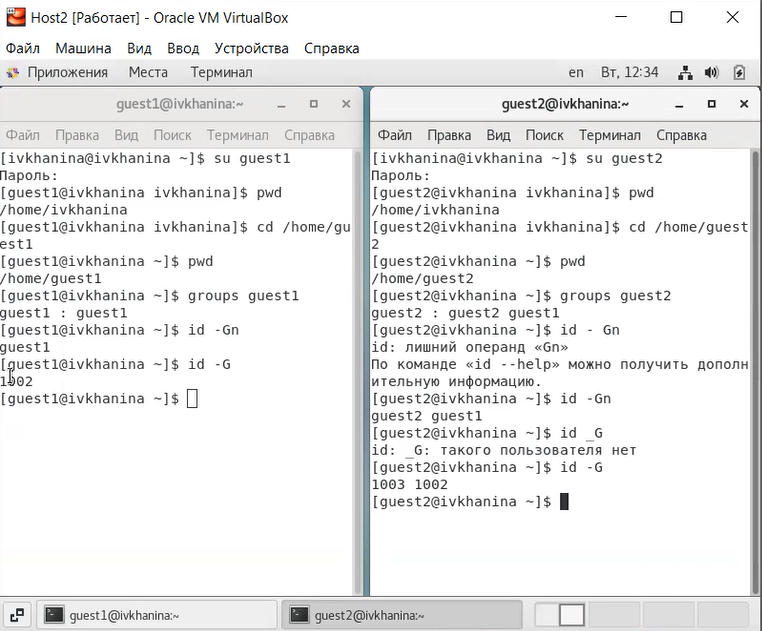 Host2 [Работает] - Oracle VM VirtualBox
Файл Машина Вид Ввод Устройства Справка
Приложения Места Терминал en Вт, 12:34
guest1@ivkhanina:~
Файл Правка Вид Поиск Терминал Справка
[ivkhanina@ivkhanina ~]$ su guest1
Пароль:
[guest1@ivkhanina ivkhanina]$ pwd
/home/ivkhanina
[guest1@ivkhanina ivkhanina]$ cd /home/gu
est1
[guest1@ivkhanina ~]$ pwd
/home/guest1
[guest1@ivkhanina ~]$ groups guest1
guest1 : guest1
[guest1@ivkhanina ~]$ id -Gn
guest1
[guest1@ivkhanina ~]$ id -G
1002
[guest1@ivkhanina ~]$
guest2@ivkhanina:~
Файл Правка Вид Поиск Терминал Справка
[ivkhanina@ivkhanina ~]$ su guest2
Пароль:
[guest2@ivkhanina ivkhanina]$ pwd
/home/ivkhanina
[guest2@ivkhanina ivkhanina]$ cd /home/guest
2
[guest2@ivkhanina ~]$ pwd
/home/guest2
[guest2@ivkhanina ~]$ groups guest2
guest2 : guest2 guest1
[guest2@ivkhanina ~]$ id - Gn
id: лишний операнд «Gn»
По команде «id --help» можно получить дополн
ительную информацию.
[guest2@ivkhanina ~]$ id -Gn
guest2 guest1
[guest2@ivkhanina ~]$ id _G
id: _G: такого пользователя нет
[guest2@ivkhanina ~]$ id -G
1003 1002
[guest2@ivkhanina ~]$
guest1@ivkhanina:~ guest2@ivkhanina:~